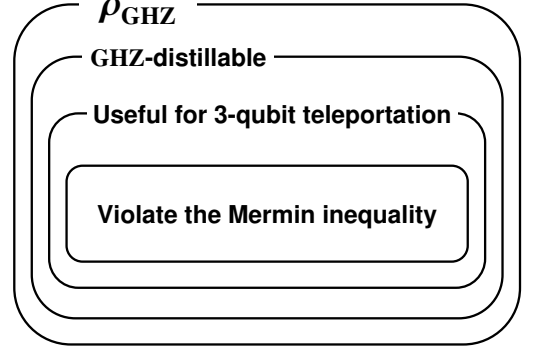 ρGHZ
GHZ-distillable
Useful for 3-qubit teleportation
Violate the Mermin inequality